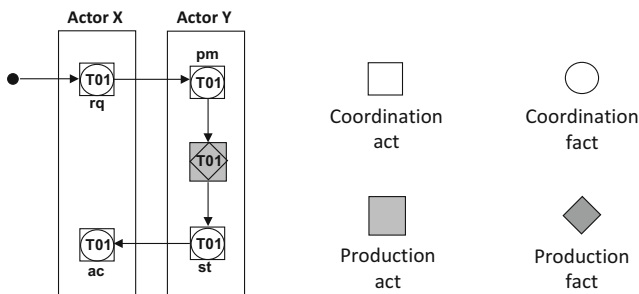 Actor X
Actor Y
pm
T01
T01
rq
T01
T01
T01
ac
st
Coordination
act
Coordination
fact
Production
act
Production
fact